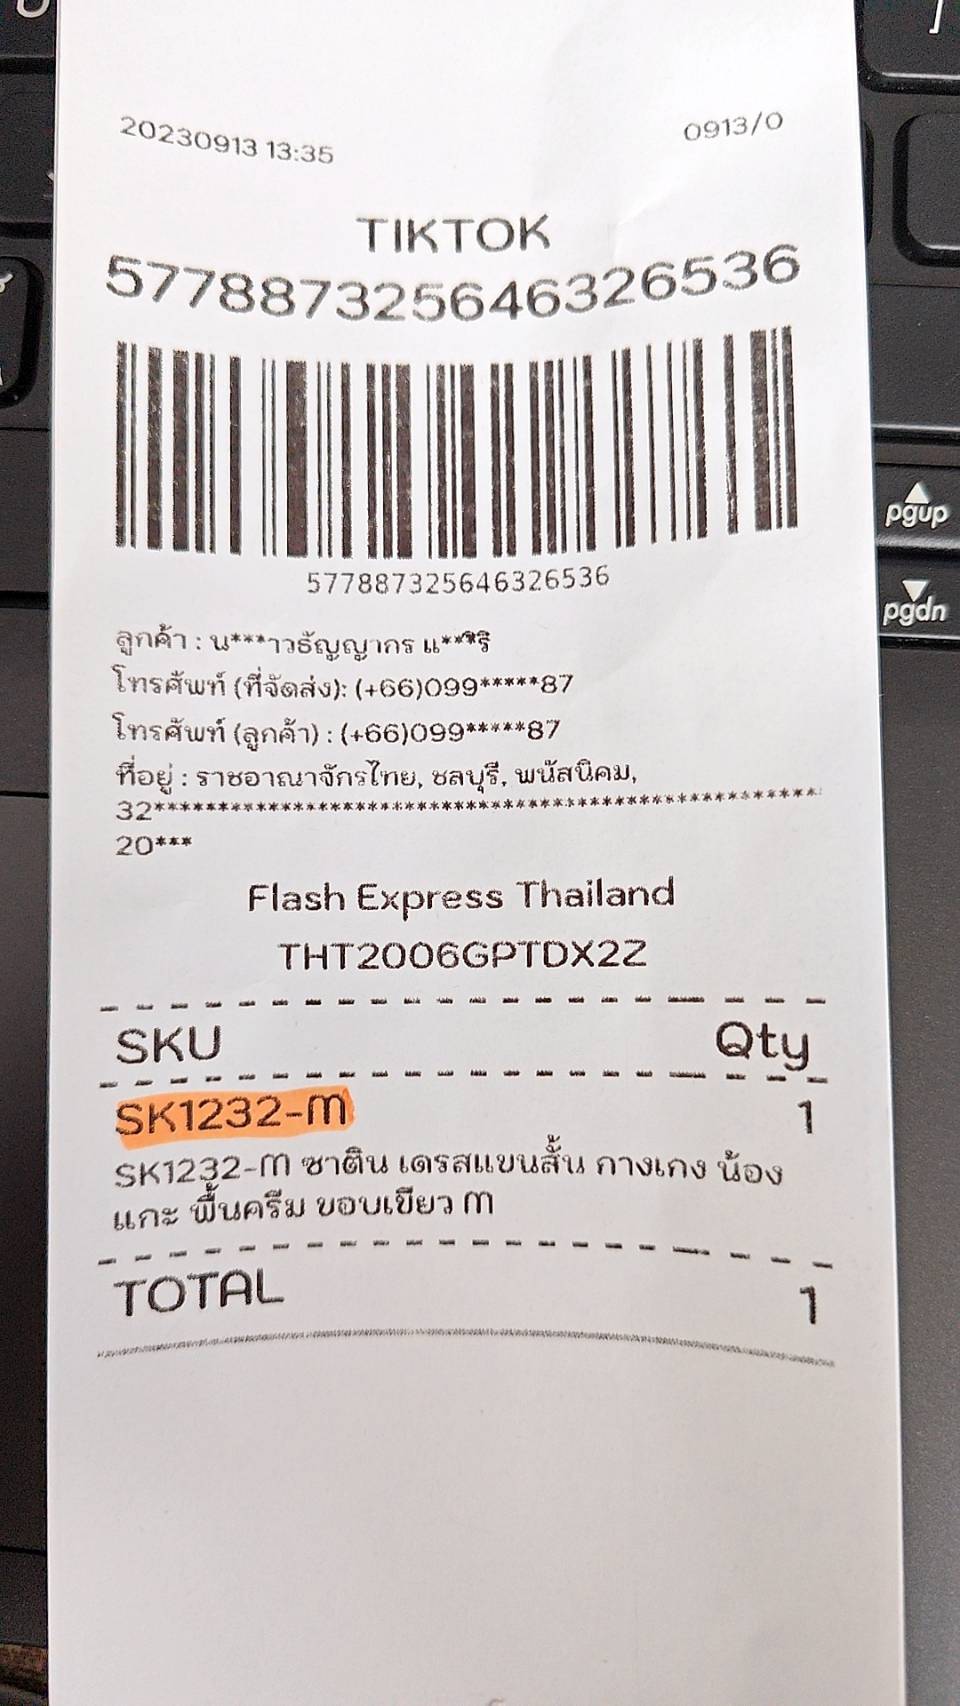 20230913 13:35
0913/0
TIKTOK
577887325646326536
577887325646326536
ลูกค้า : น***าวธัญญากร แ***ิริ
โทรศัพท์ (ที่จัดส่ง): (+66)099*****87
โทรศัพท์ (ลูกค้า) : (+66)099*****87
ที่อยู่ : ราชอาณาจักรไทย, ชลบุรี, พนัสนิคม,
32************************************************************
20***
Flash Express Thailand
THT2006GPTDX2Z
SKU Qty
SK1232-M 1
SK1232-M ซาติน เดรสแขนสั้น กางเกง น้อง
แกะ พื้นครีม ขอบเขียว M
TOTAL 1
pgup
pgdn